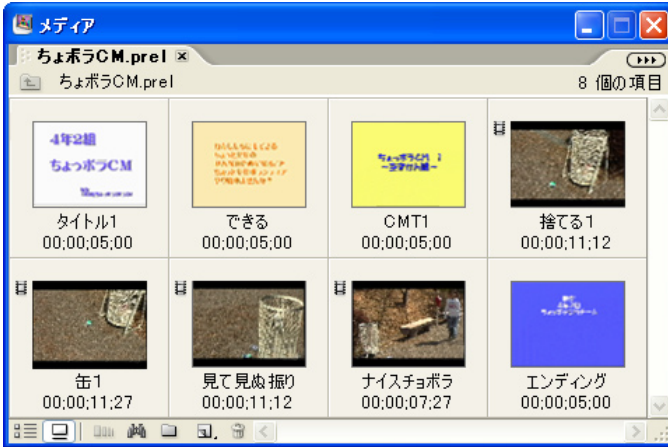 メディア
ちょボラCM.prel
ちょボラCM.prel
8 個の項目
4年2組
ちょっボラCM
タイトル1
00;00;05;00
できる
00;00;05;00
CMT1
00;00;05;00
捨てる1
00;00;11;12
缶1
00;00;11;27
見て見ぬ振り
00;00;11;12
ナイスチョボラ
00;00;07;27
エンディング
00;00;05;00